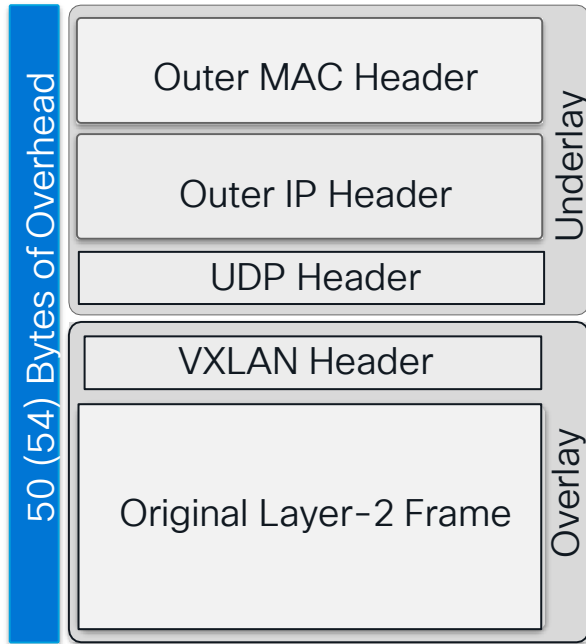 50 (54) Bytes of Overhead
Outer MAC Header
Outer IP Header
UDP Header
Underlay
VXLAN Header
Original Layer-2 Frame
Overlay